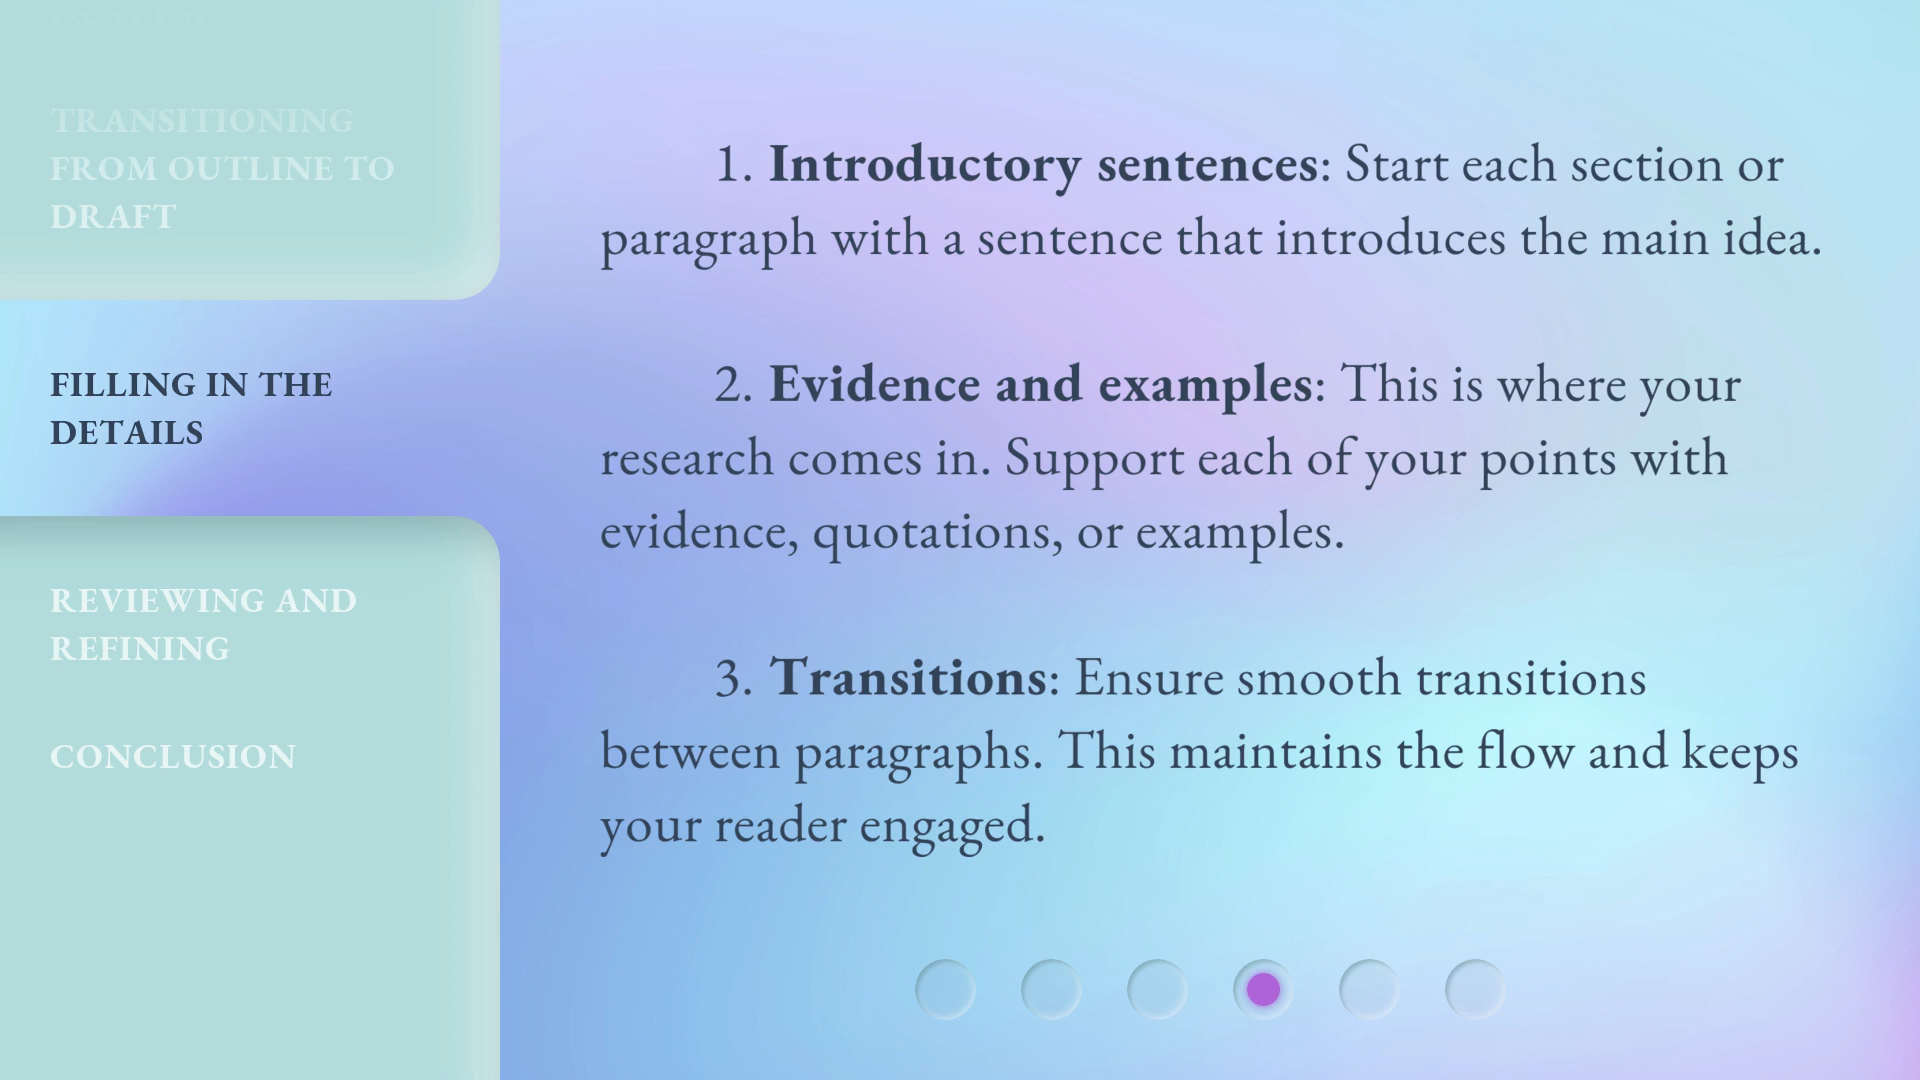 TRANSITIONING
FROM OUTLINE TO
DRAFT
FILLING IN THE
DETAILS
REVIEWING AND
REFINING
CONCLUSION
1. Introductory sentences: Start each section or
paragraph with a sentence that introduces the main idea.
2. Evidence and examples: This is where your
research comes in. Support each of your points with
evidence, quotations, or examples.
3. Transitions: Ensure smooth transitions
between paragraphs. This maintains the flow and keeps
your reader engaged.